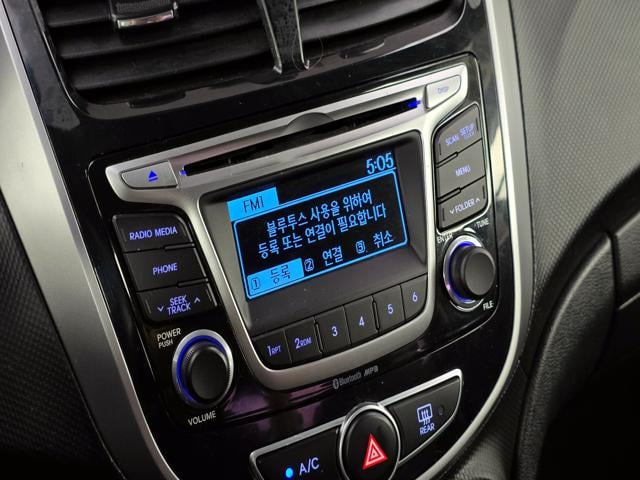 DISP
5:05
FM1
블루투스 사용을 위하여
등록 또는 연결이 필요합니다
① 등록 ② 연결 ⑤ 취소
RADIO MEDIA
PHONE
∨ SEEK ∧
TRACK
POWER
PUSH
VOLUME
SCAN SETUP
CLOCK
MENU
∨ FOLDER ∧
ENTER
TUNE
FILE
1 RPT 2 RDM 3 4 5 6
Bluetooth MP3
A/C
REAR